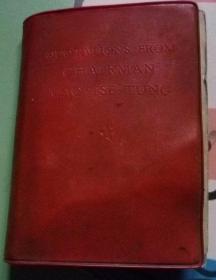 QUOTATIONS FROM
CHAIRMAN
MAO TSE-TUNG